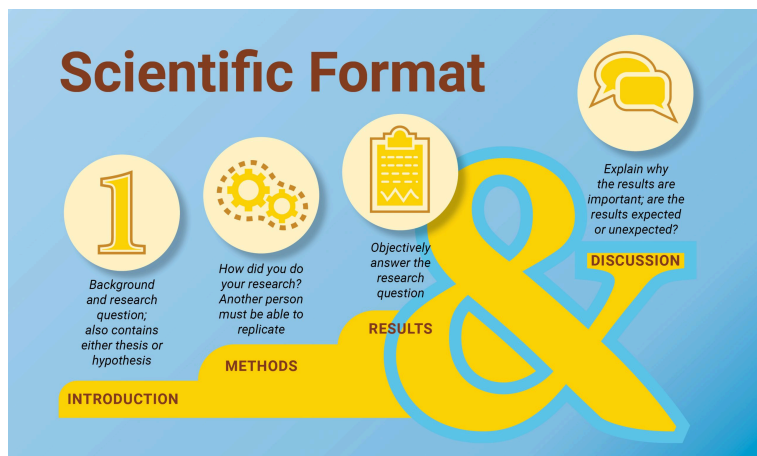 Scientific Format
1
Background
and research
question;
also contains
either thesis or
hypothesis
INTRODUCTION
How did you do
your research?
Another person
must be able to
replicate
METHODS
Objectively
answer the
research
question
RESULTS
&
Explain why
the results are
important; are the
results expected
or unexpected?
DISCUSSION